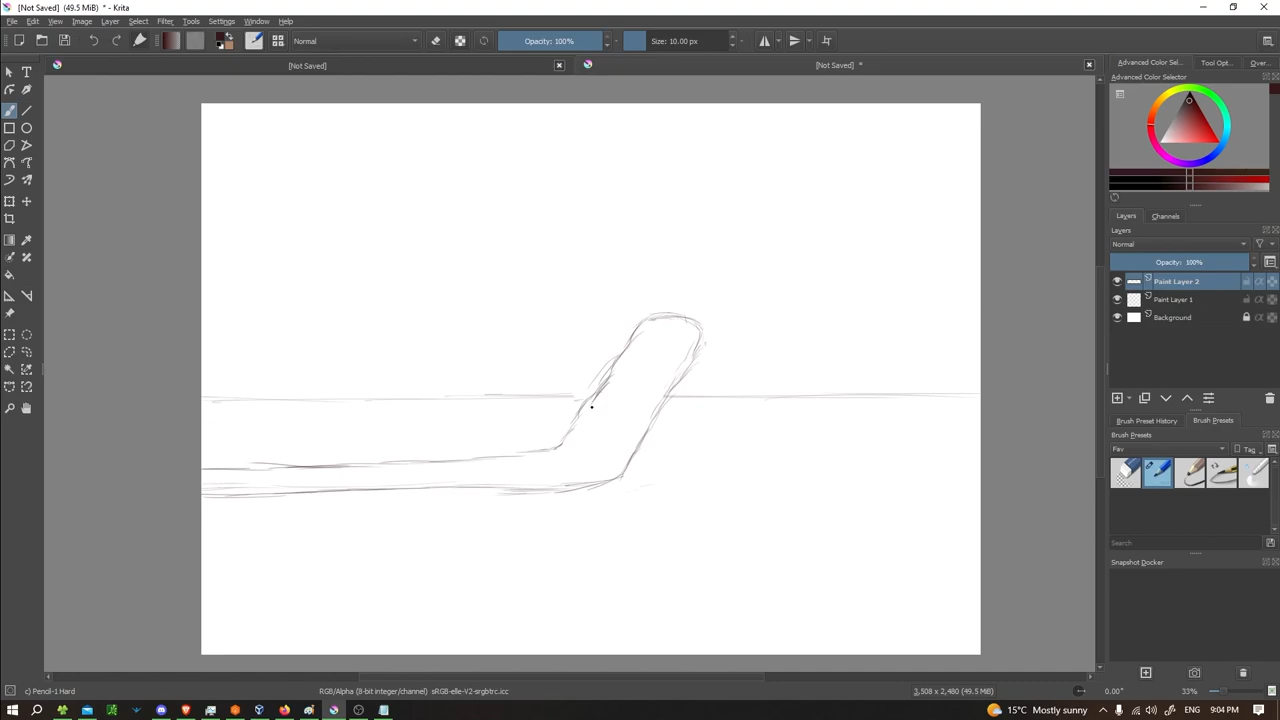 [Not Saved] (49.5 MiB) * - Krita
File Edit View Image Layer Select Filter Tools Settings Window Help
Normal Opacity: 100% Size: 10.00 px
[Not Saved] [Not Saved] *
Advanced Color Sel... Tool Opt... Over...
Advanced Color Selector
Layers Channels
Layers
Normal
Opacity: 100%
Paint Layer 2
Paint Layer 1
Background
Brush Preset History Brush Presets
Brush Presets
Fav Tag
Search
Snapshot Docker
c) Pencil-1 Hard RGB/Alpha (8-bit integer/channel) sRGB-elle-V2-srgbtrc.icc 3,508 x 2,480 (49.5 MiB) 0.00° 33%
15°C Mostly sunny 9:04 PM